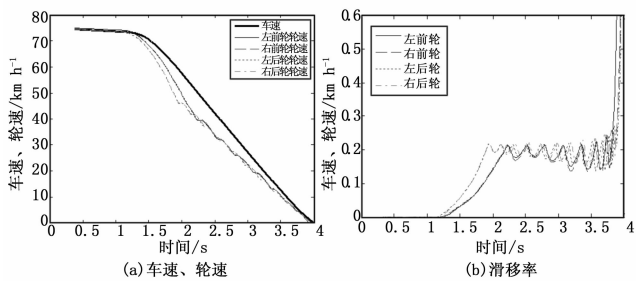 车速、轮速/km h⁻¹
80
70
60
50
40
30
20
10
0
0 0.5 1 1.5 2 2.5 3 3.5 4
时间/s
车速
左前轮轮速
右前轮轮速
左后轮轮速
右后轮轮速
(a)车速、轮速
车速、轮速/km h⁻¹
0.6
0.5
0.4
0.3
0.2
0.1
0
0 0.5 1 1.5 2 2.5 3 3.5 4
时间/s
左前轮
右前轮
左后轮
右后轮
(b)滑移率